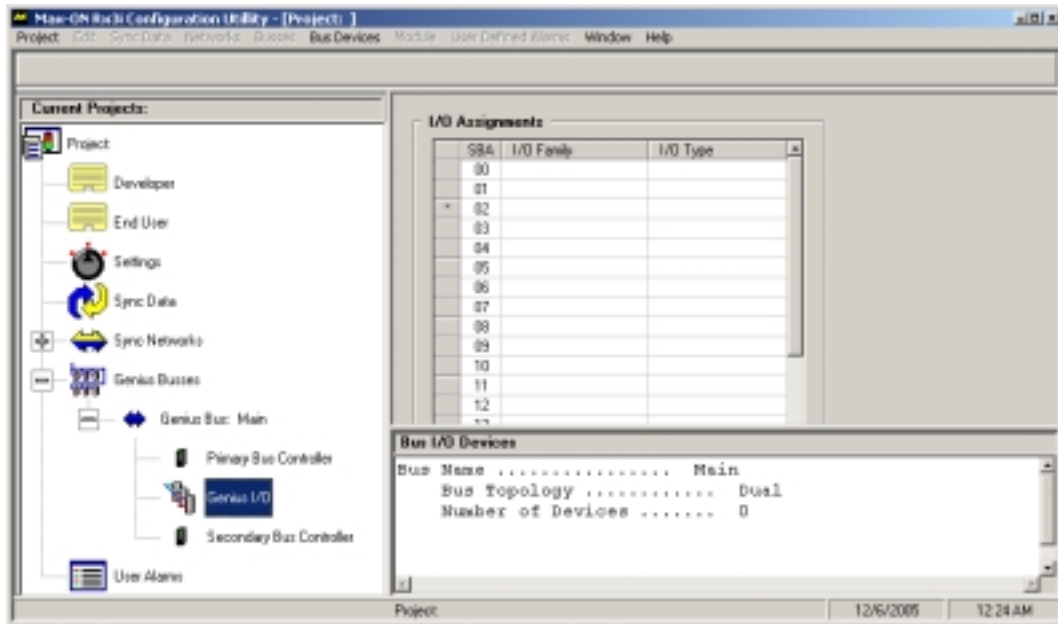 Max-ON Rx3i Configuration Utility - [Project: ]
Project Edit Sync Data Networks Busses Bus Devices Module User Defined Alarms Window Help
Current Projects:
Project
Developer
End User
Settings
Sync Data
Sync Networks
Genius Busses
Genius Bus: Main
Primary Bus Controller
Genius I/O
Secondary Bus Controller
User Alarms
I/O Assignments
SBA I/O Family I/O Type
00
01
* 02
03
04
05
06
07
08
09
10
11
12
Bus I/O Devices
Bus Name ................ Main
Bus Topology ............ Dual
Number of Devices ....... 0
Project: 12/6/2005 12:24 AM